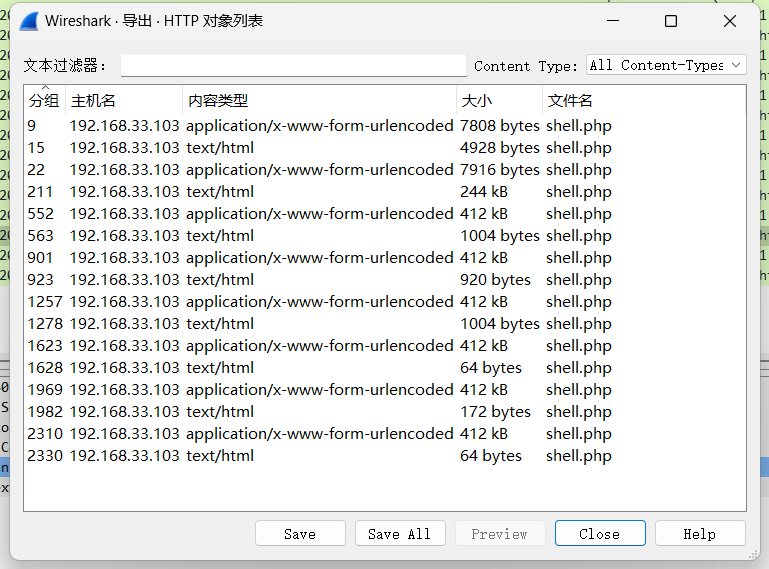 Wireshark · 导出 · HTTP 对象列表
文本过滤器： Content Type: All Content-Types
分组 主机名 内容类型 大小 文件名
9 192.168.33.103 application/x-www-form-urlencoded 7808 bytes shell.php
15 192.168.33.103 text/html 4928 bytes shell.php
22 192.168.33.103 application/x-www-form-urlencoded 7916 bytes shell.php
211 192.168.33.103 text/html 244 kB shell.php
552 192.168.33.103 application/x-www-form-urlencoded 412 kB shell.php
563 192.168.33.103 text/html 1004 bytes shell.php
901 192.168.33.103 application/x-www-form-urlencoded 412 kB shell.php
923 192.168.33.103 text/html 920 bytes shell.php
1257 192.168.33.103 application/x-www-form-urlencoded 412 kB shell.php
1278 192.168.33.103 text/html 1004 bytes shell.php
1623 192.168.33.103 application/x-www-form-urlencoded 412 kB shell.php
1628 192.168.33.103 text/html 64 bytes shell.php
1969 192.168.33.103 application/x-www-form-urlencoded 412 kB shell.php
1982 192.168.33.103 text/html 172 bytes shell.php
2310 192.168.33.103 application/x-www-form-urlencoded 412 kB shell.php
2330 192.168.33.103 text/html 64 bytes shell.php
Save Save All Preview Close Help